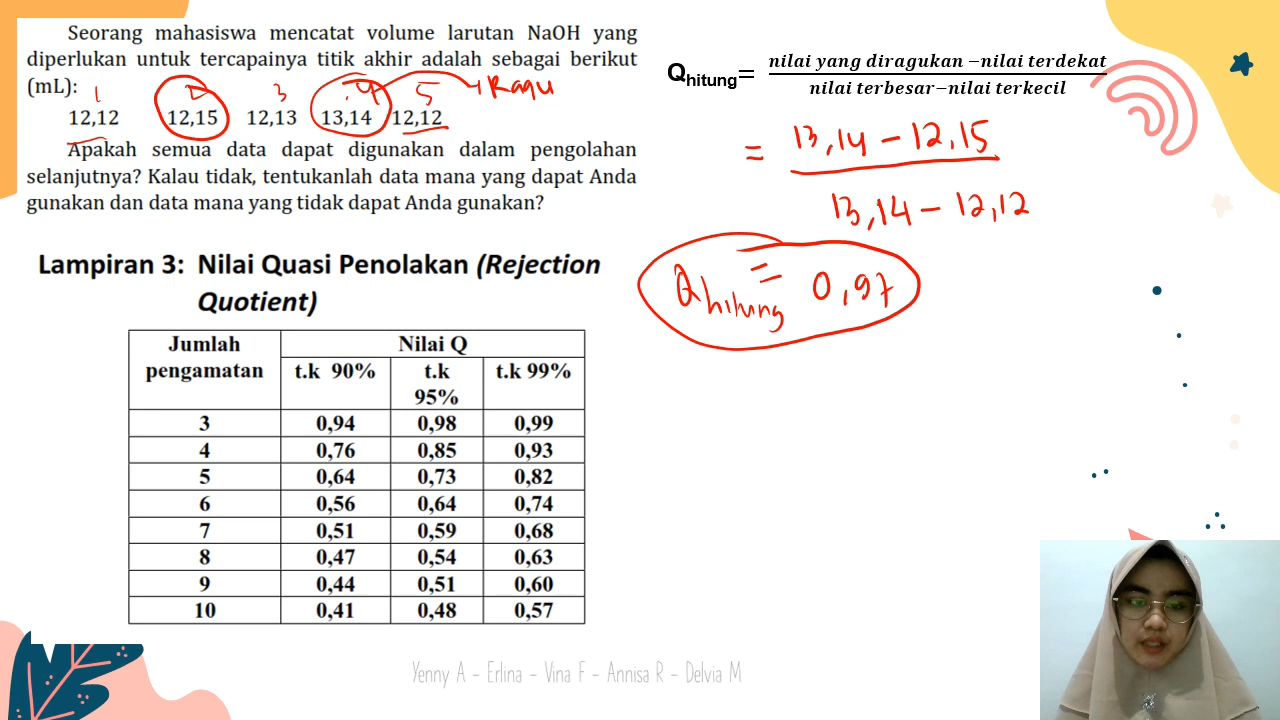 Seorang mahasiswa mencatat volume larutan NaOH yang
diperlukan untuk tercapainya titik akhir adalah sebagai berikut
(mL):
1 2 3 4 5 Ragu
12,12 12,15 12,13 13,14 12,12
Apakah semua data dapat digunakan dalam pengolahan
selanjutnya? Kalau tidak, tentukanlah data mana yang dapat Anda
gunakan dan data mana yang tidak dapat Anda gunakan?
Qhitung= nilai yang diragukan −nilai terdekat
nilai terbesar−nilai terkecil
= 13,14 − 12,15
13,14 − 12,12
Qhitung = 0,97
Lampiran 3: Nilai Quasi Penolakan (Rejection
Quotient)
Jumlah pengamatan Nilai Q
t.k 90% t.k 95% t.k 99%
3 0,94 0,98 0,99
4 0,76 0,85 0,93
5 0,64 0,73 0,82
6 0,56 0,64 0,74
7 0,51 0,59 0,68
8 0,47 0,54 0,63
9 0,44 0,51 0,60
10 0,41 0,48 0,57
Yenny A - Erlina - Vina F - Annisa R - Delvia M